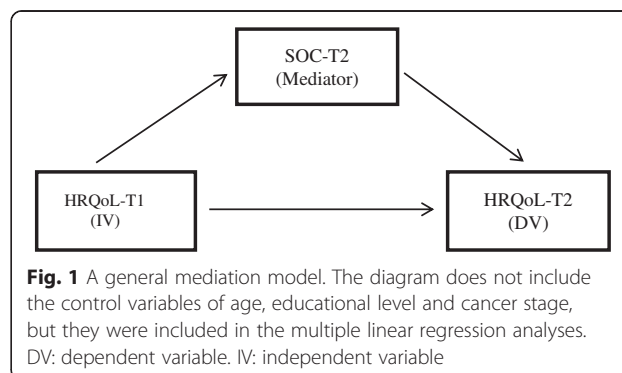 SOC-T2
(Mediator)
HRQoL-T1
(IV)
HRQoL-T2
(DV)
Fig. 1 A general mediation model. The diagram does not include
the control variables of age, educational level and cancer stage,
but they were included in the multiple linear regression analyses.
DV: dependent variable. IV: independent variable